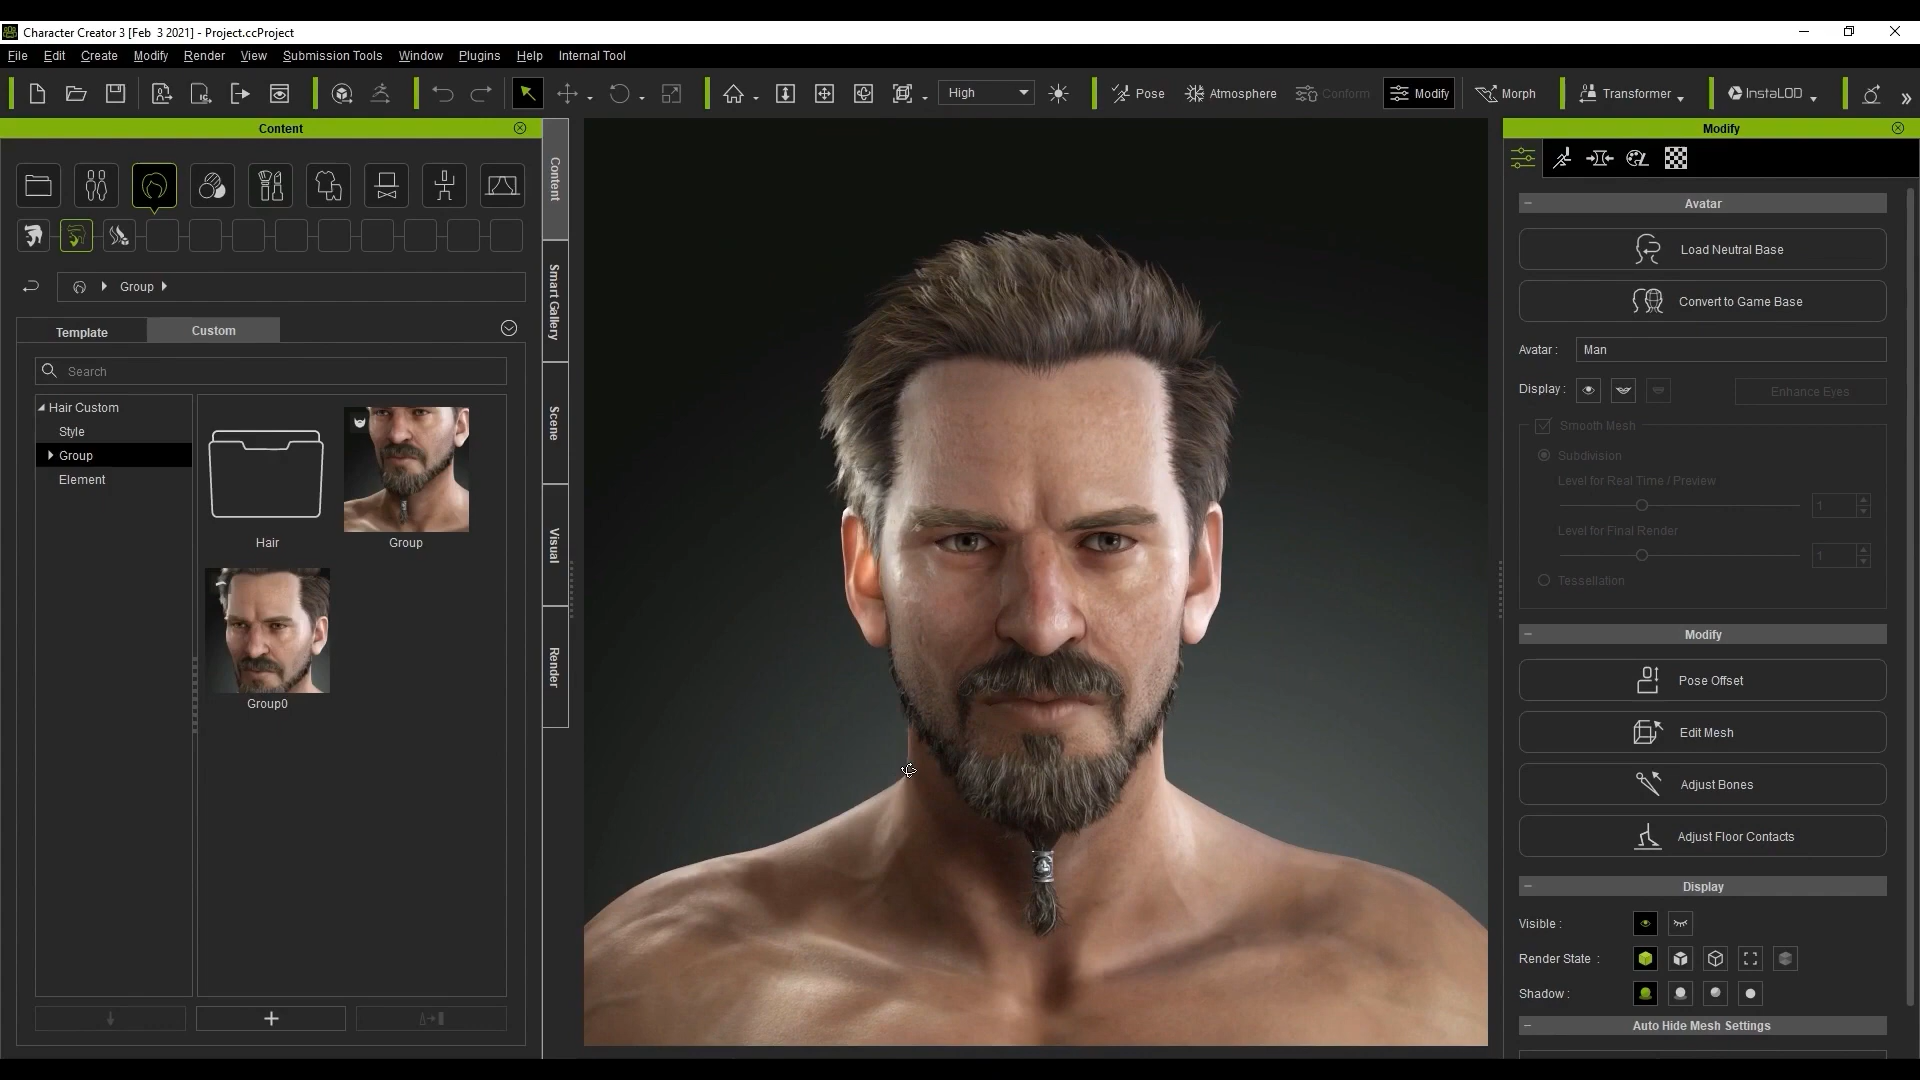 Character Creator 3 [Feb  3 2021] - Project.ccProject
File Edit Create Modify Render View Submission Tools Window Plugins Help Internal Tool
High Pose Atmosphere Conform Modify Morph Transformer InstaLOD
Content
Group
Template Custom
Search
Hair Custom
Style
Group
Element
Hair
Group
Group0
Content
Smart Gallery
Scene
Visual
Render
Modify
Avatar
Load Neutral Base
Convert to Game Base
Avatar : Man
Display : Enhance Eyes
Smooth Mesh
Subdivision
Level for Real Time / Preview
1
Level for Final Render
1
Tessellation
Modify
Pose Offset
Edit Mesh
Adjust Bones
Adjust Floor Contacts
Display
Visible :
Render State :
Shadow :
Auto Hide Mesh Settings